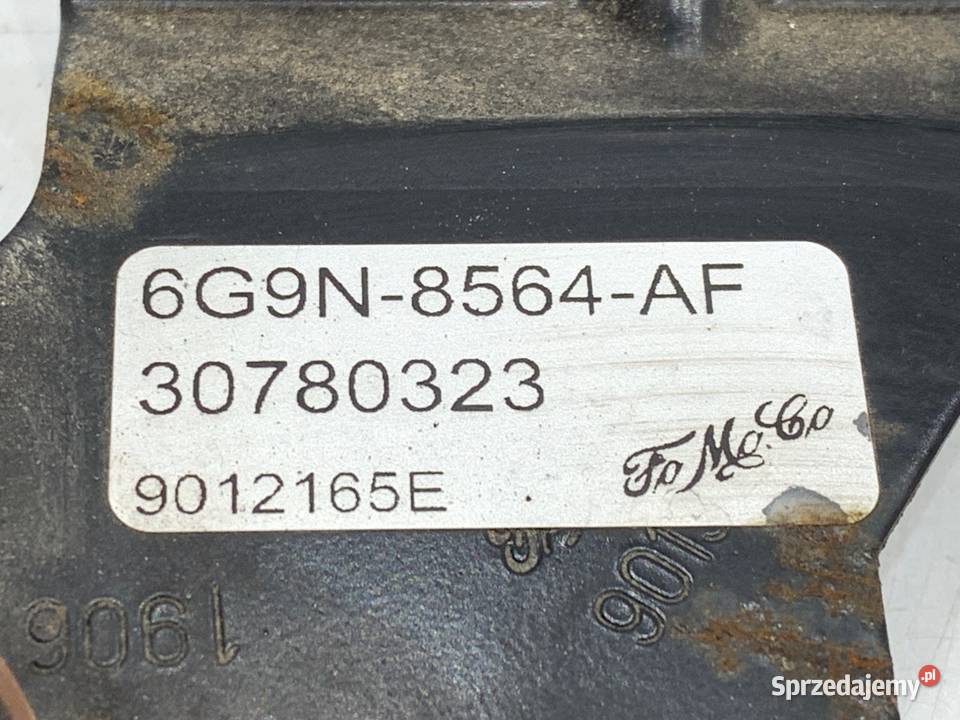 6G9N-8564-AF
30780323
9012165E
FoMoCo
1906
Sprzedajemy.pl